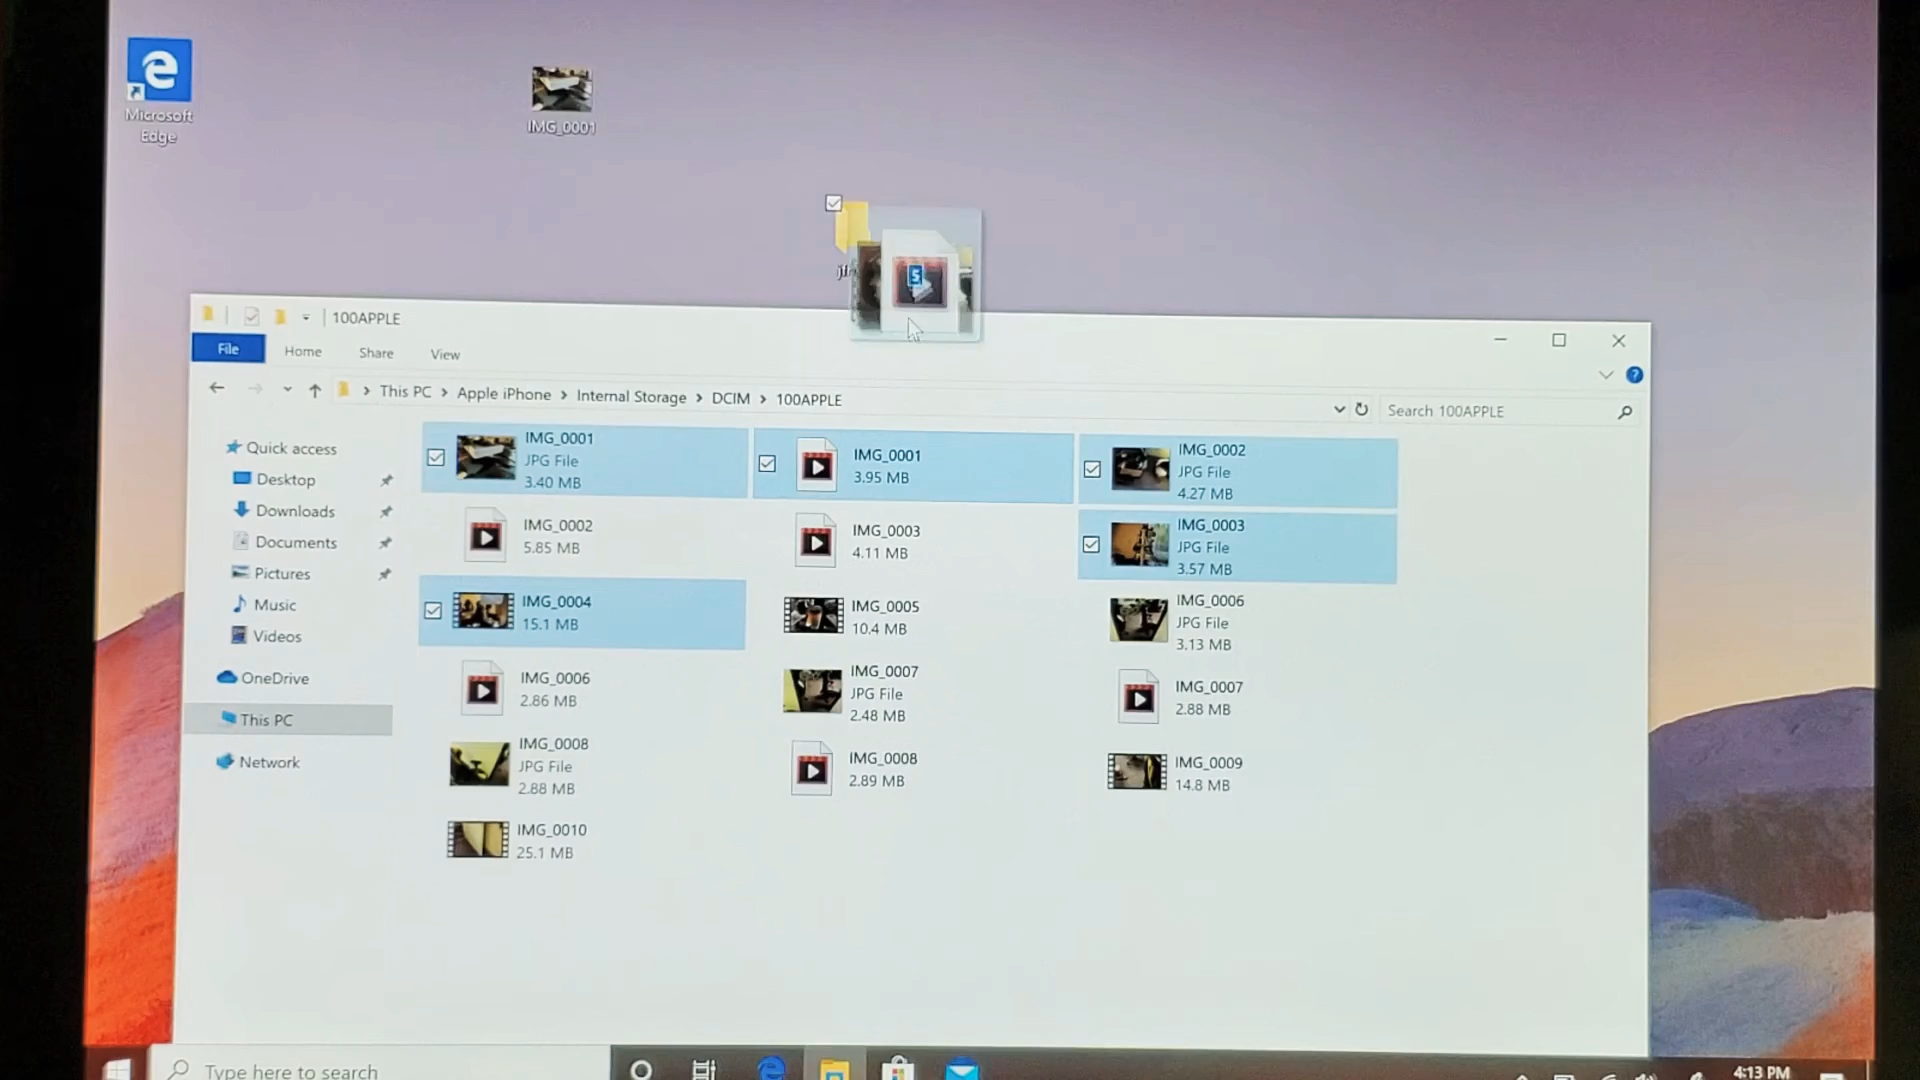 Microsoft
Edge
IMG_0001
5
100APPLE
File
Home
Share
View
This PC
Apple iPhone
Internal Storage
DCIM
100APPLE
Search 100APPLE
Quick access
Desktop
Downloads
Documents
Pictures
Music
Videos
OneDrive
This PC
Network
IMG_0001
JPG File
3.40 MB
IMG_0001
3.95 MB
IMG_0002
JPG File
4.27 MB
IMG_0002
5.85 MB
IMG_0003
4.11 MB
IMG_0003
JPG File
3.57 MB
IMG_0004
15.1 MB
IMG_0005
10.4 MB
IMG_0006
JPG File
3.13 MB
IMG_0006
2.86 MB
IMG_0007
JPG File
2.48 MB
IMG_0007
2.88 MB
IMG_0008
JPG File
2.88 MB
IMG_0008
2.89 MB
IMG_0009
14.8 MB
IMG_0010
25.1 MB
Type here to search
4:13 PM